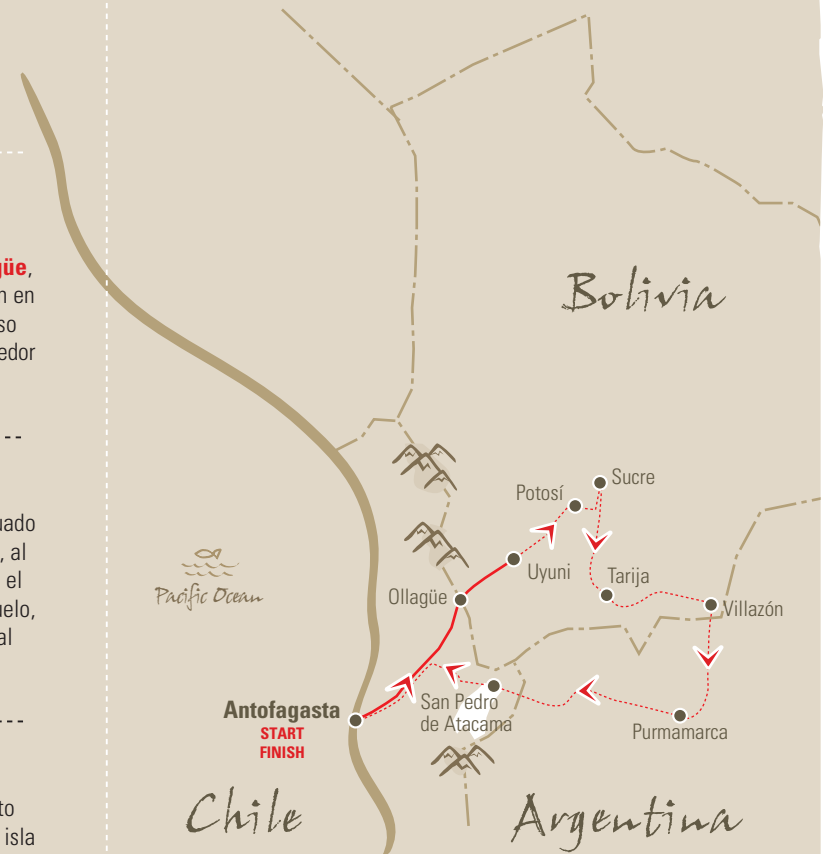 güe,
n en
so
edor
uado
, al
el
uelo,
al
to
isla
Bolivia
Sucre
Potosí
Uyuni
Tarija
Villazón
Ollagüe
Pacific Ocean
San Pedro
de Atacama
Antofagasta
START
FINISH
Purmamarca
Chile
Argentina